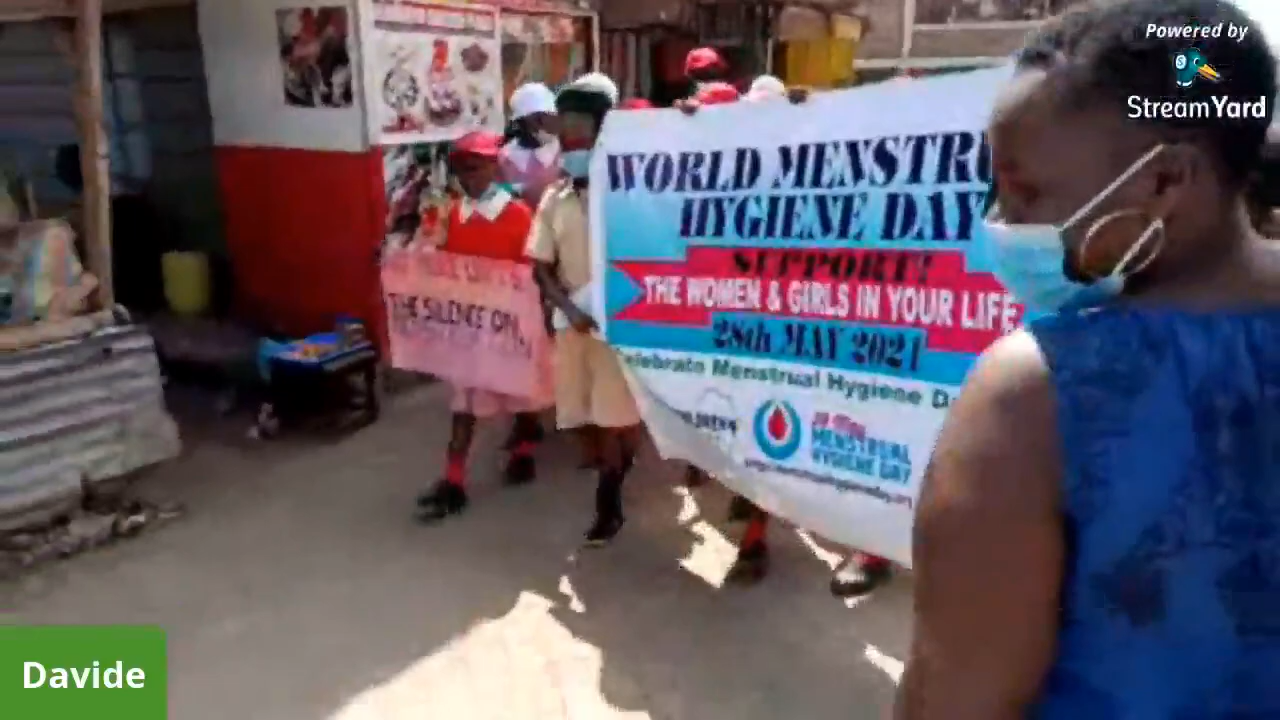 Powered by
StreamYard
WORLD MENSTRU
HYGIENE DAY
SUPPORT!
THE WOMEN & GIRLS IN YOUR LIFE
28th MAY 2021
Celebrate Menstrual Hygiene D
MENSTRUAL
HYGIENE DAY
THE SILENCE ON
Davide